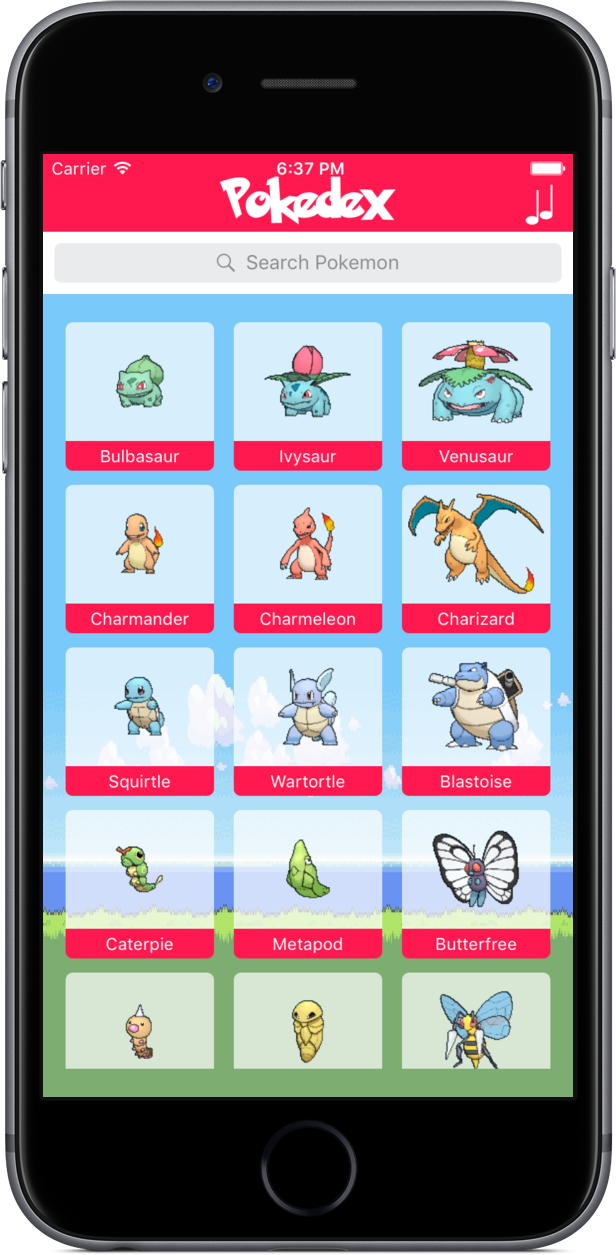 Carrier 6:37 PM
Pokedex
Search Pokemon
Bulbasaur Ivysaur Venusaur
Charmander Charmeleon Charizard
Squirtle Wartortle Blastoise
Caterpie Metapod Butterfree